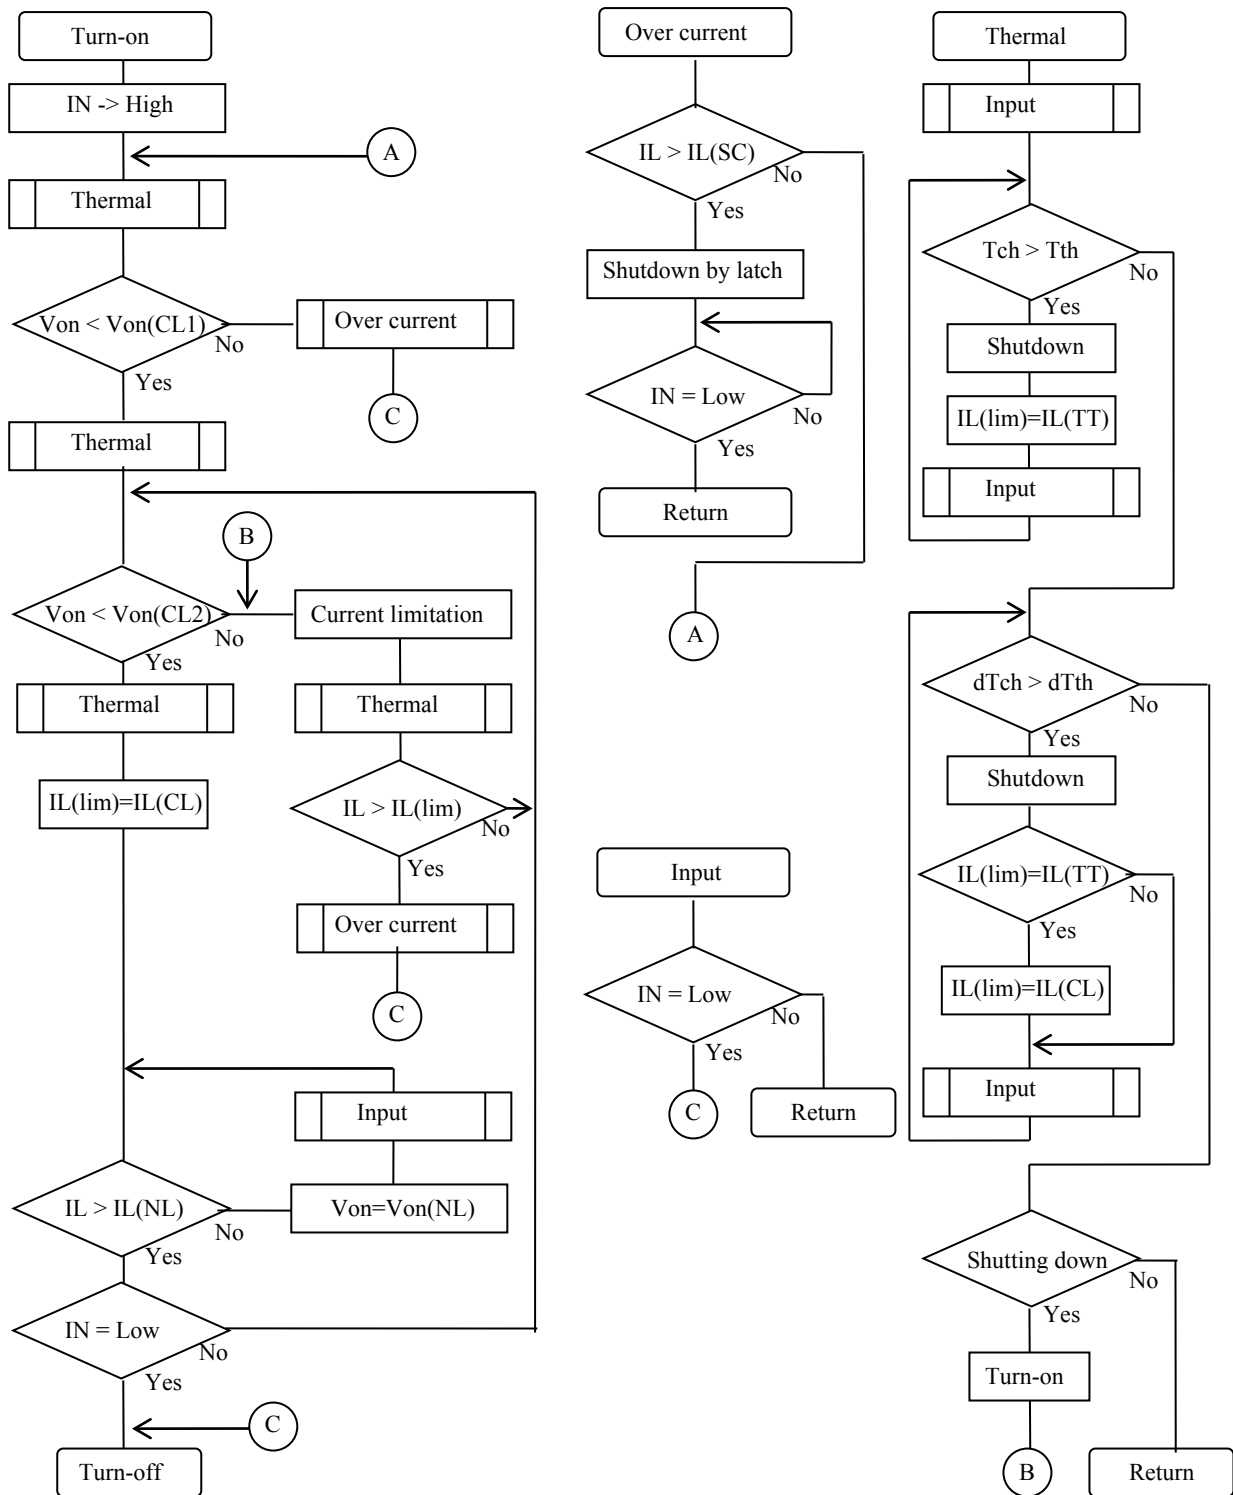 Turn-on
IN -> High
A
Thermal
Von < Von(CL1)
No
Over current
Yes
C
Thermal
B
Von < Von(CL2)
No
Current limitation
Yes
Thermal
Thermal
IL(lim)=IL(CL)
IL > IL(lim)
No
Yes
Over current
C
Input
IL > IL(NL)
No
Von=Von(NL)
Yes
IN = Low
No
Yes
C
Turn-off
Over current
IL > IL(SC)
No
Yes
Shutdown by latch
IN = Low
No
Yes
Return
A
Input
IN = Low
No
Yes
C
Return
Thermal
Input
Tch > Tth
No
Yes
Shutdown
IL(lim)=IL(TT)
Input
dTch > dTth
No
Yes
Shutdown
IL(lim)=IL(TT)
No
Yes
IL(lim)=IL(CL)
Input
Shutting down
No
Yes
Turn-on
B
Return